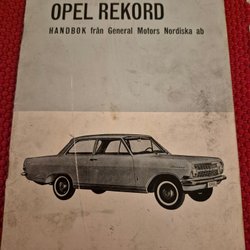 OPEL REKORD
HANDBOK från General Motors Nordiska ab